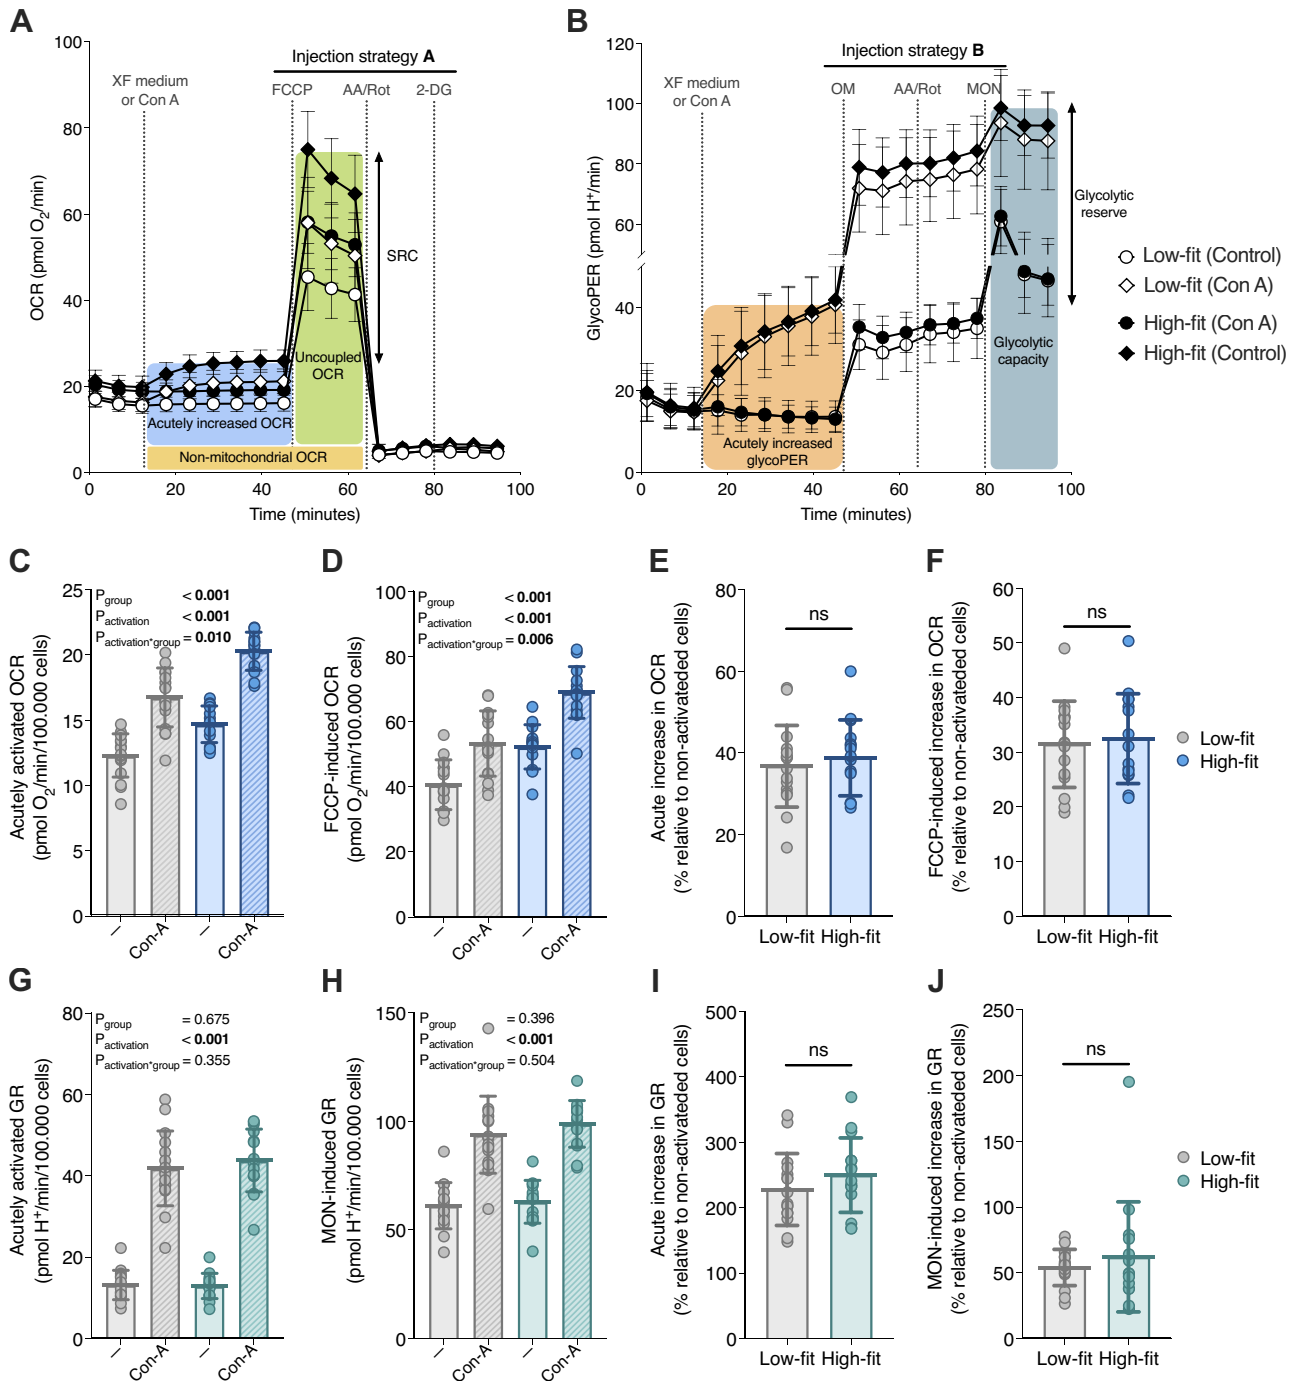 A
Injection strategy A
XF medium
or Con A
FCCP
AA/Rot
2-DG
100
80
60
40
20
0
OCR (pmol O2/min)
SRC
Uncoupled
OCR
Acutely increased OCR
Non-mitochondrial OCR
0 20 40 60 80 100
Time (minutes)
B
Injection strategy B
XF medium
or Con A
OM
AA/Rot
MON
120
100
80
60
40
20
0
GlycoPER (pmol H+/min)
Glycolytic
reserve
Glycolytic
capacity
Acutely increased
glycoPER
0 20 40 60 80 100
Time (minutes)
Low-fit (Control)
Low-fit (Con A)
High-fit (Con A)
High-fit (Control)
C
Pgroup < 0.001
Pactivation < 0.001
Pactivation*group = 0.010
25
20
15
10
5
0
Acutely activated OCR
(pmol O2/min/100.000 cells)
– Con-A – Con-A
D
Pgroup < 0.001
Pactivation < 0.001
Pactivation*group = 0.006
100
80
60
40
20
0
FCCP-induced OCR
(pmol O2/min/100.000 cells)
– Con-A – Con-A
E
ns
80
60
40
20
0
Acute increase in OCR
(% relative to non-activated cells)
Low-fit High-fit
F
ns
60
50
40
30
20
10
0
FCCP-induced increase in OCR
(% relative to non-activateded cells)
Low-fit High-fit
Low-fit
High-fit
G
Pgroup = 0.675
Pactivation < 0.001
Pactivation*group = 0.355
80
60
40
20
0
Acutely activated GR
(pmol H+/min/100.000 cells)
– Con-A – Con-A
H
Pgroup = 0.396
Pactivation < 0.001
Pactivation*group = 0.504
150
100
50
0
MON-induced GR
(pmol H+/min/100.000 cells)
– Con-A – Con-A
I
ns
500
400
300
200
100
0
Acute increase in GR
(% relative to non-activated cells)
Low-fit High-fit
J
ns
250
200
150
100
50
0
MON-induced increase in GR
(% relative to non-activateded cells)
Low-fit High-fit
Low-fit
High-fit